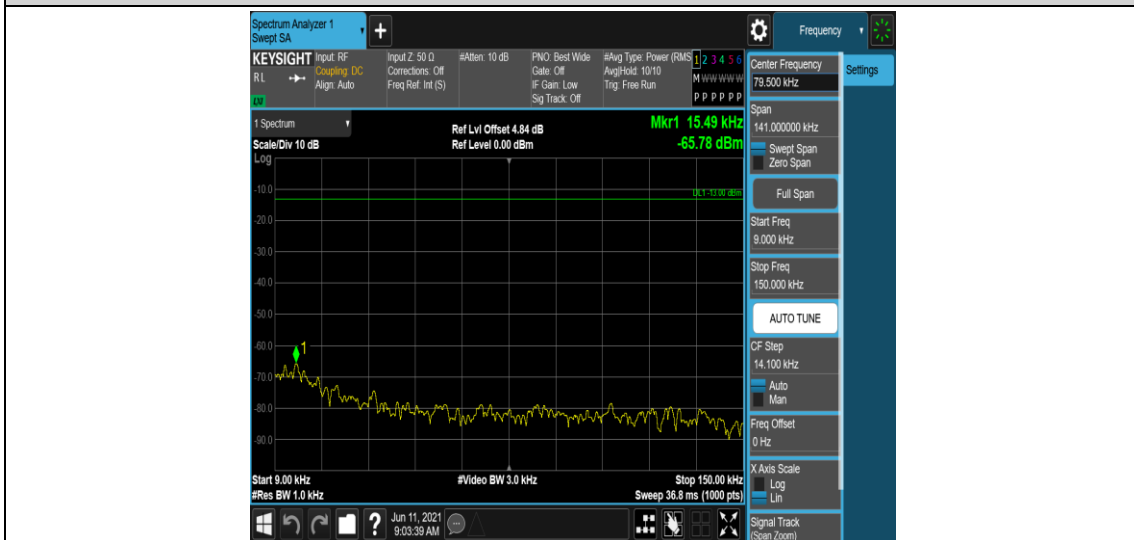 Spectrum Analyzer 1
Swept SA
+
Frequency
KEYSIGHT
Input: RF
Input Z: 50 Ω
#Atten: 10 dB
PNO: Best Wide
#Avg Type: Power (RMS
1 2 3 4 5 6
R L
Coupling: DC
Corrections: Off
Gate: Off
Avg|Hold: 10/10
M W W W W W
Align: Auto
Freq Ref: Int (S)
IF Gain: Low
Trig: Free Run
Sig Track: Off
P P P P P P
LXI
1 Spectrum
Ref Lvl Offset 4.84 dB
Mkr1 15.49 kHz
Scale/Div 10 dB
Ref Level 0.00 dBm
-65.78 dBm
Log
DL1 -13.00 dBm
-10.0
-20.0
-30.0
-40.0
-50.0
-60.0
1
-70.0
-80.0
-90.0
Start 9.00 kHz
#Video BW 3.0 kHz
Stop 150.00 kHz
#Res BW 1.0 kHz
Sweep 36.8 ms (1000 pts)
?
Jun 11, 2021
9:03:39 AM
Center Frequency
79.500 kHz
Settings
Span
141.000000 kHz
Swept Span
Zero Span
Full Span
Start Freq
9.000 kHz
Stop Freq
150.000 kHz
AUTO TUNE
CF Step
14.100 kHz
Auto
Man
Freq Offset
0 Hz
X Axis Scale
Log
Lin
Signal Track
(Span Zoom)